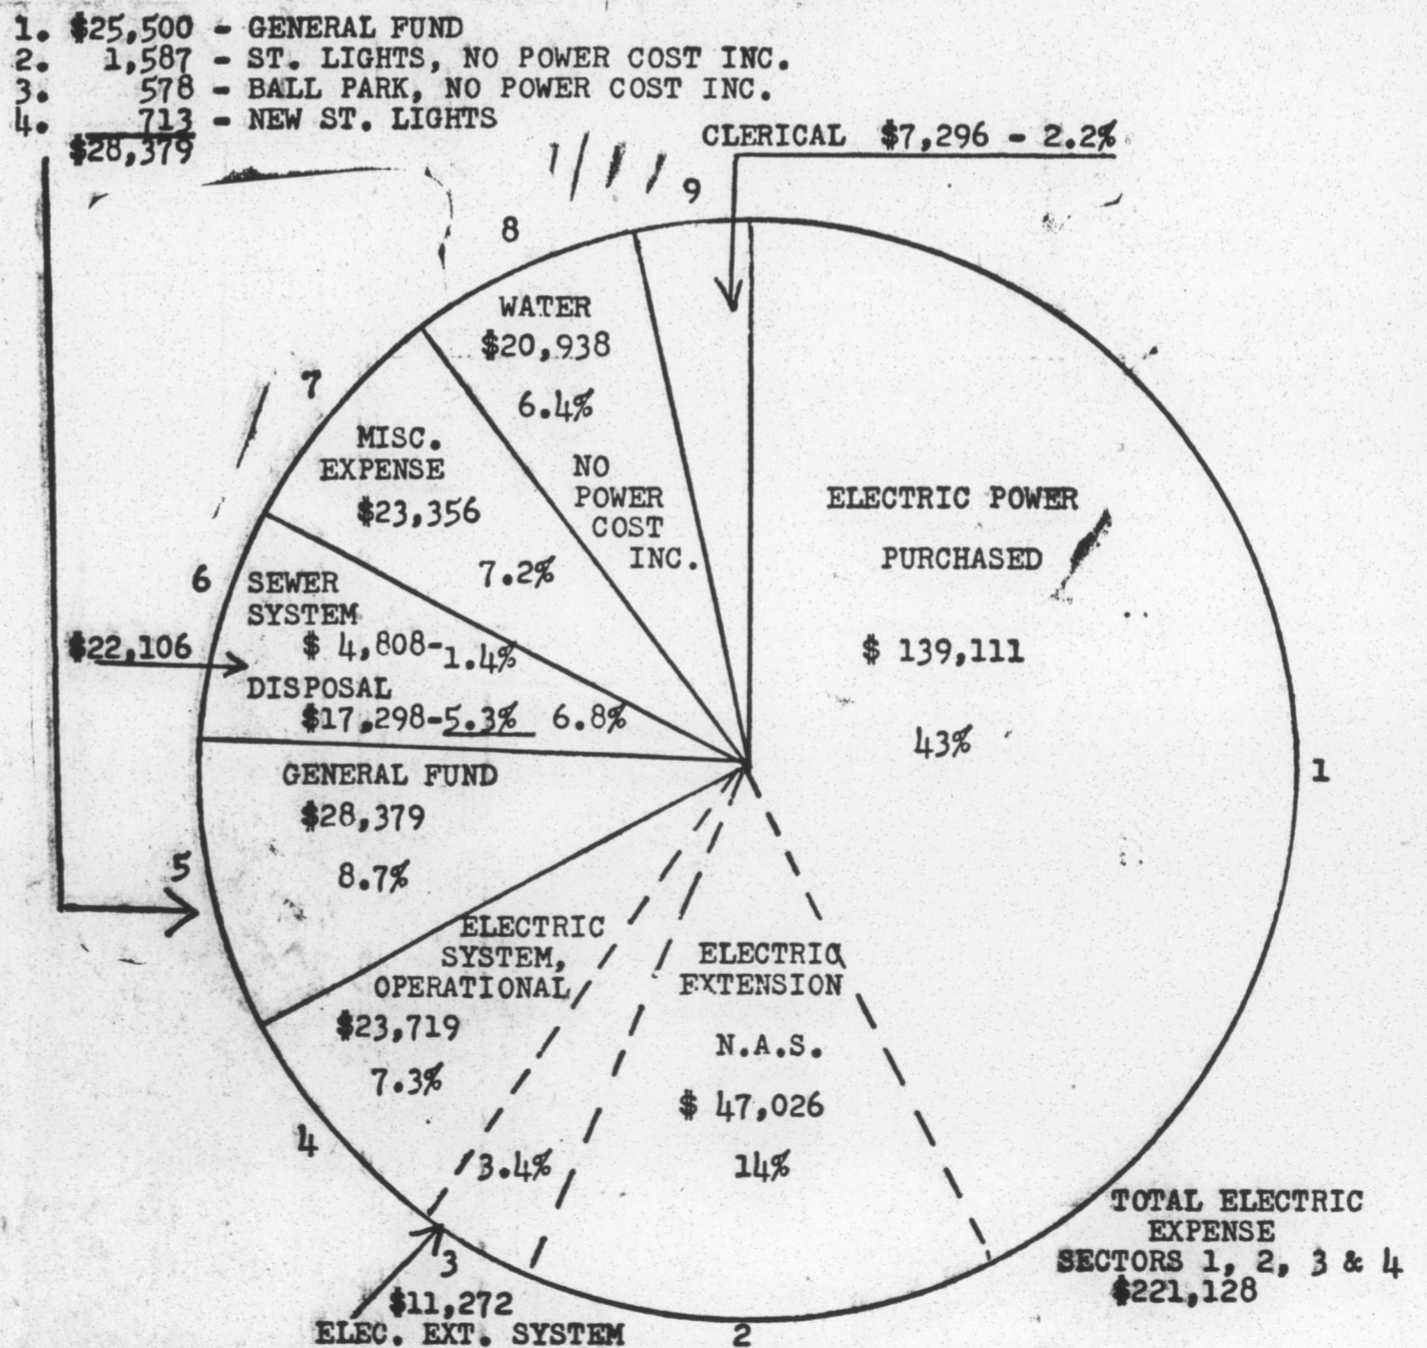 1. $25,500 - GENERAL FUND
2. 1,587 - ST. LIGHTS, NO POWER COST INC.
3. 578 - BALL PARK, NO POWER COST INC.
4. 713 - NEW ST. LIGHTS
$28,379
CLERICAL $7,296 - 2.2%
9
8
WATER
$20,938
6.4%
NO
POWER
COST
INC.
7
MISC.
EXPENSE
$23,356
7.2%
ELECTRIC POWER
PURCHASED
$ 139,111
43%
1
6
SEWER
SYSTEM
$ 4,808-1.4%
$22,106
DISPOSAL
$17,298-5.3% 6.8%
GENERAL FUND
$28,379
8.7%
5
ELECTRIC
SYSTEM,
OPERATIONAL
$23,719
7.3%
4
3.4%
ELECTRIC
EXTENSION
N.A.S.
$ 47,026
14%
3
$11,272
ELEC. EXT. SYSTEM
2
TOTAL ELECTRIC
EXPENSE
SECTORS 1, 2, 3 & 4
$221,128